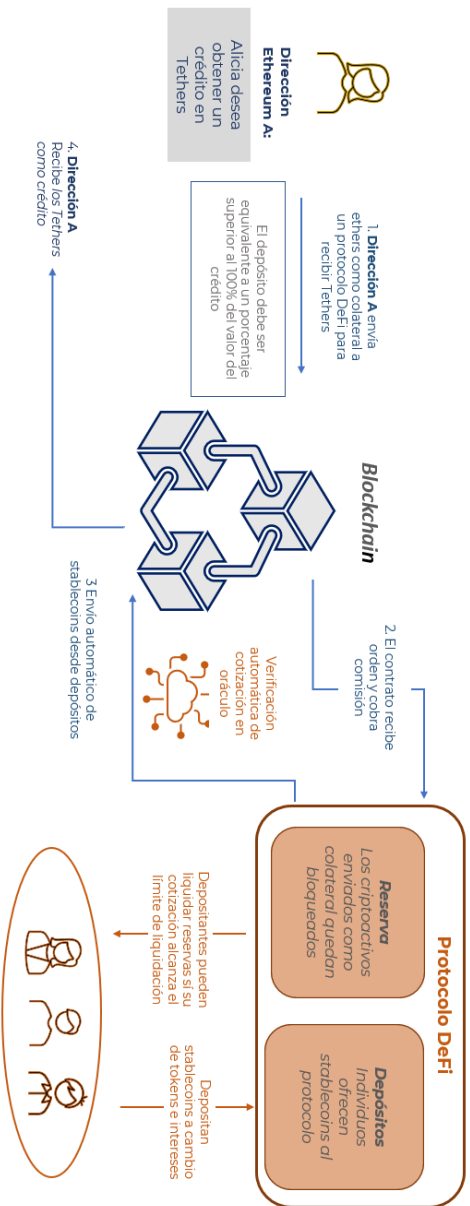 Dirección
Ethereum A:
Alicia desea
obtener un
crédito en
Tethers
1. Dirección A envía
ethers como colateral a
un protocolo DeFi para
recibir Tethers
El depósito debe ser
equivalente a un porcentaje
superior al 100% del valor del
crédito
4. Dirección A
Recibe los Tethers
como crédito
Blockchain
2. El contrato recibe
orden y cobra
comisión
Verificación
automática de
cotización en
oráculo
3 Envío automático de
stablecoins desde depósitos
Protocolo DeFi
Reserva
Los criptoactivos
enviados como
colateral quedan
bloqueados
Depósitos
Individuos
ofrecen
stablecoins al
protocolo
Depositantes pueden
liquidar reservas sí su
cotización alcanza el
límite de liquidación
Depositan
stablecoins a cambio
de tokens e intereses